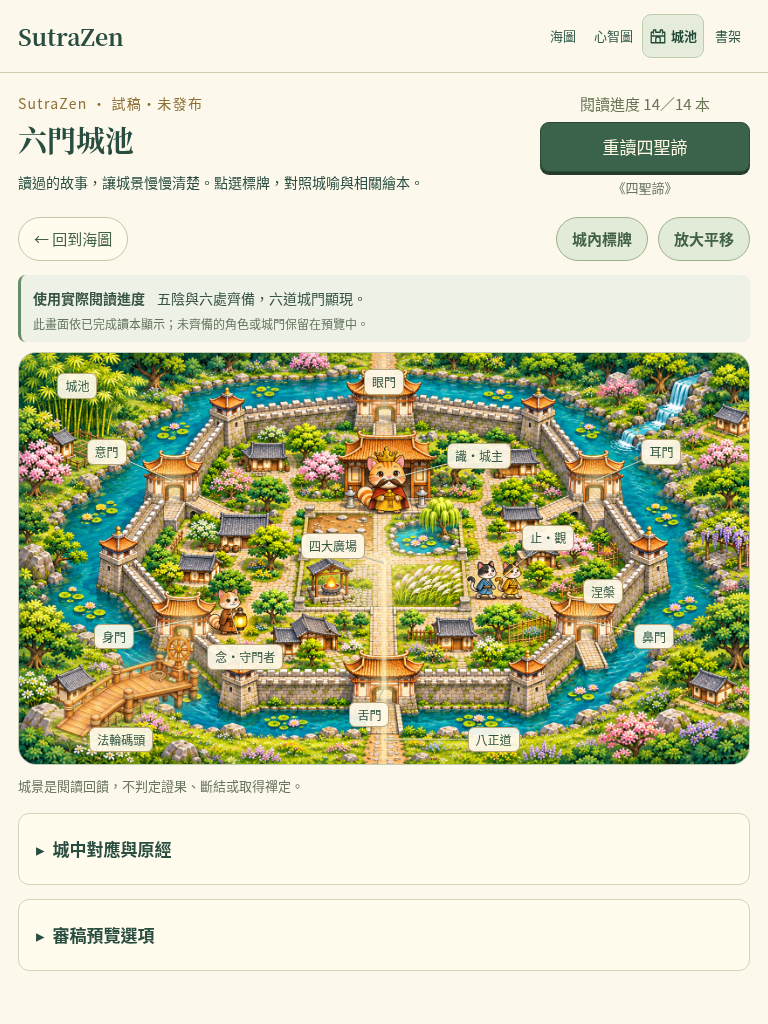 SutraZen
海圖
心智圖
城池
書架
SutraZen · 試稿·未發布
六門城池
讀過的故事，讓城景慢慢清楚。點選標牌，對照城喻與相關繪本。
閱讀進度 14／14 本
重讀四聖諦
《四聖諦》
← 回到海圖
城內標牌
放大平移
使用實際閱讀進度 五陰與六處齊備，六道城門顯現。
此畫面依已完成讀本顯示；未齊備的角色或城門保留在預覽中。
城池
眼門
意門
識·城主
耳門
四大廣場
止·觀
涅槃
身門
鼻門
念·守門者
舌門
法輪碼頭
八正道
城景是閱讀回饋，不判定證果、斷結或取得禪定。
▸ 城中對應與原經
▸ 審稿預覽選項